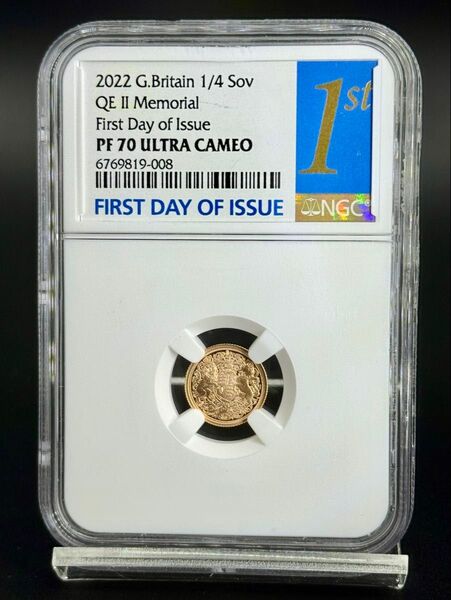 2022 G.Britain 1/4 Sov
QE II Memorial
First Day of Issue
PF 70 ULTRA CAMEO
6769819-008
FIRST DAY OF ISSUE
1st
NGC